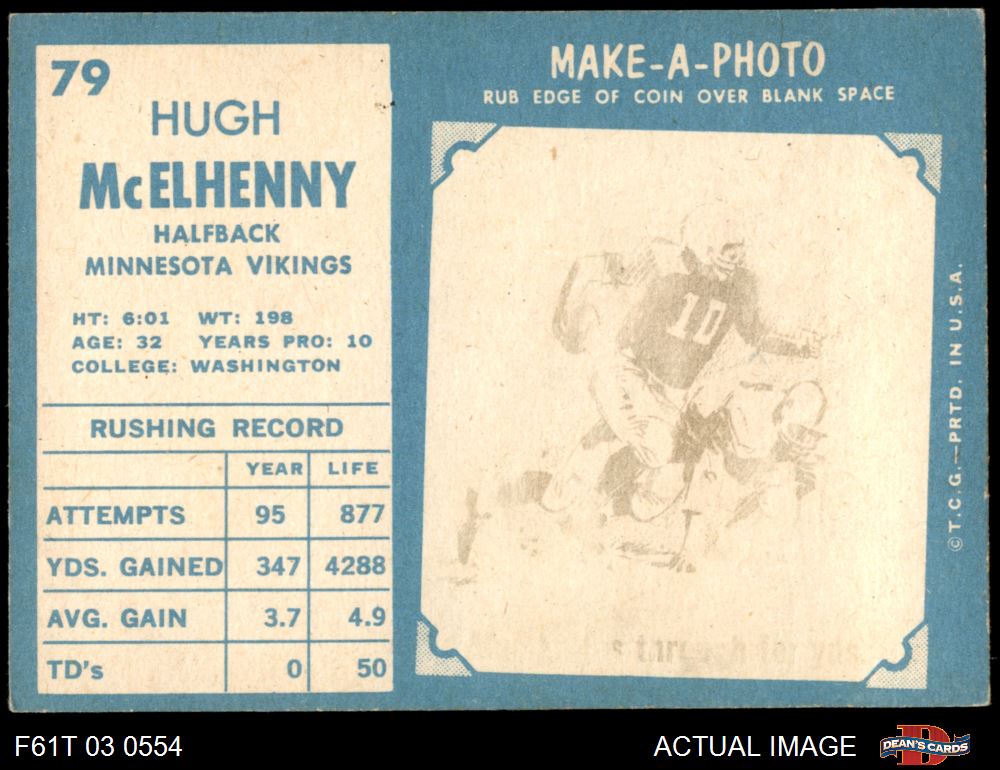 79
HUGH
McELHENNY
HALFBACK
MINNESOTA VIKINGS
HT: 6:01 WT: 198
AGE: 32 YEARS PRO: 10
COLLEGE: WASHINGTON
RUSHING RECORD
YEAR LIFE
ATTEMPTS 95 877
YDS. GAINED 347 4288
AVG. GAIN 3.7 4.9
TD's 0 50
MAKE-A-PHOTO
RUB EDGE OF COIN OVER BLANK SPACE
10
through for yds.
© T.C.G.—PRTD. IN U.S.A.
F61T 03 0554
ACTUAL IMAGE
D
DEAN'S CARDS